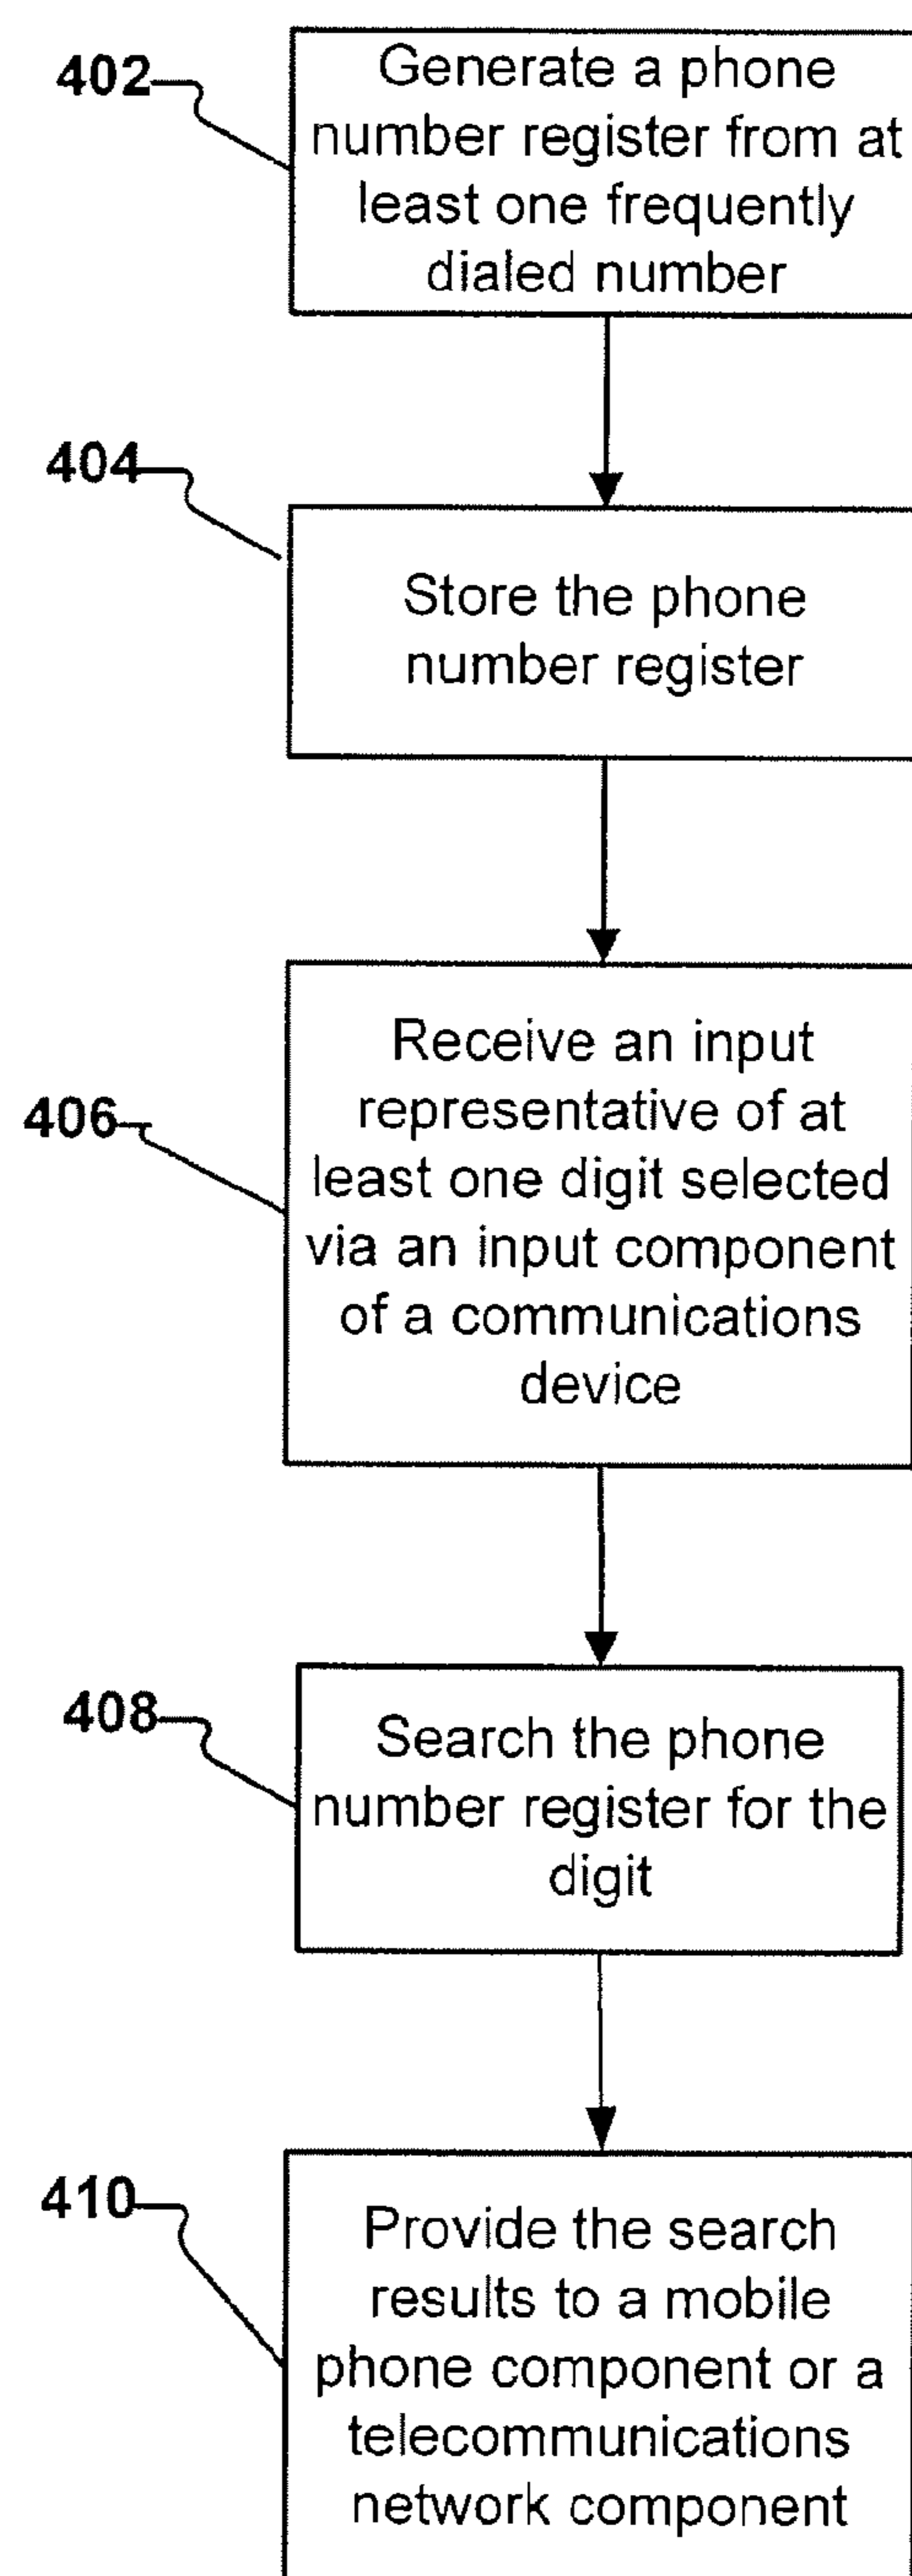 402
Generate a phone
number register from at
least one frequently
dialed number
404
Store the phone
number register
406
Receive an input
representative of at
least one digit selected
via an input component
of a communications
device
408
Search the phone
number register for the
digit
410
Provide the search
results to a mobile
phone component or a
telecommunications
network component